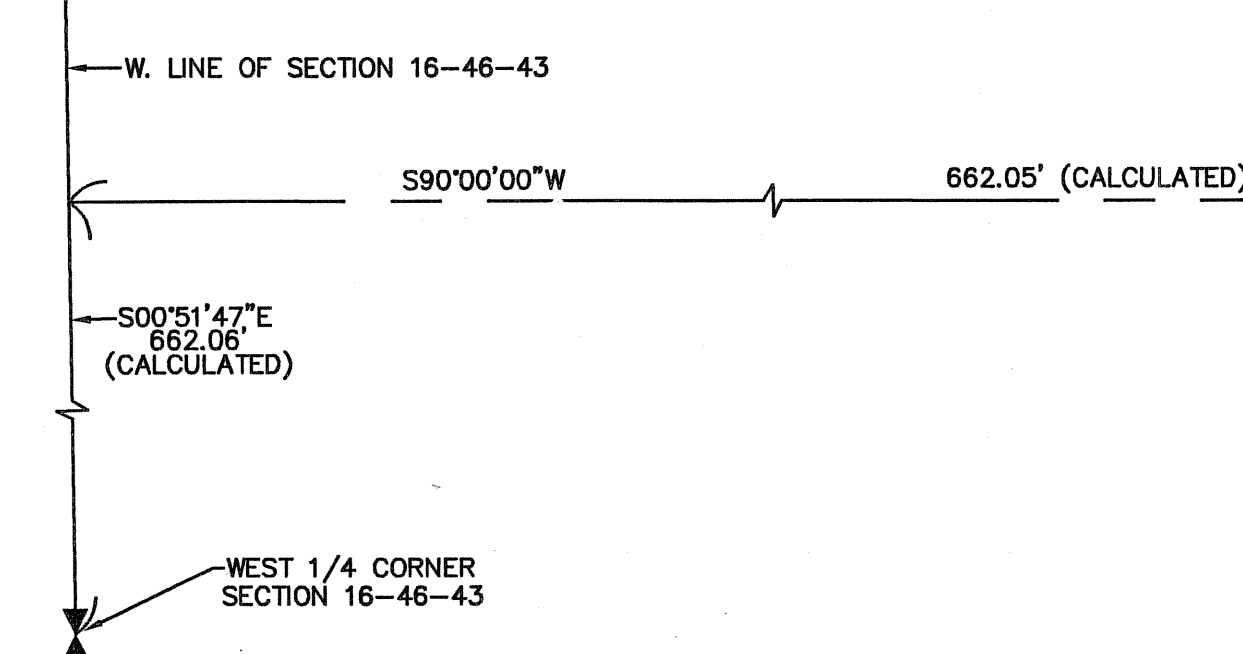 W. LINE OF SECTION 16-46-43
S90°00'00"W
662.05' (CALCULATED)
S00°51'47"E
662.06'
(CALCULATED)
WEST 1/4 CORNER
SECTION 16-46-43